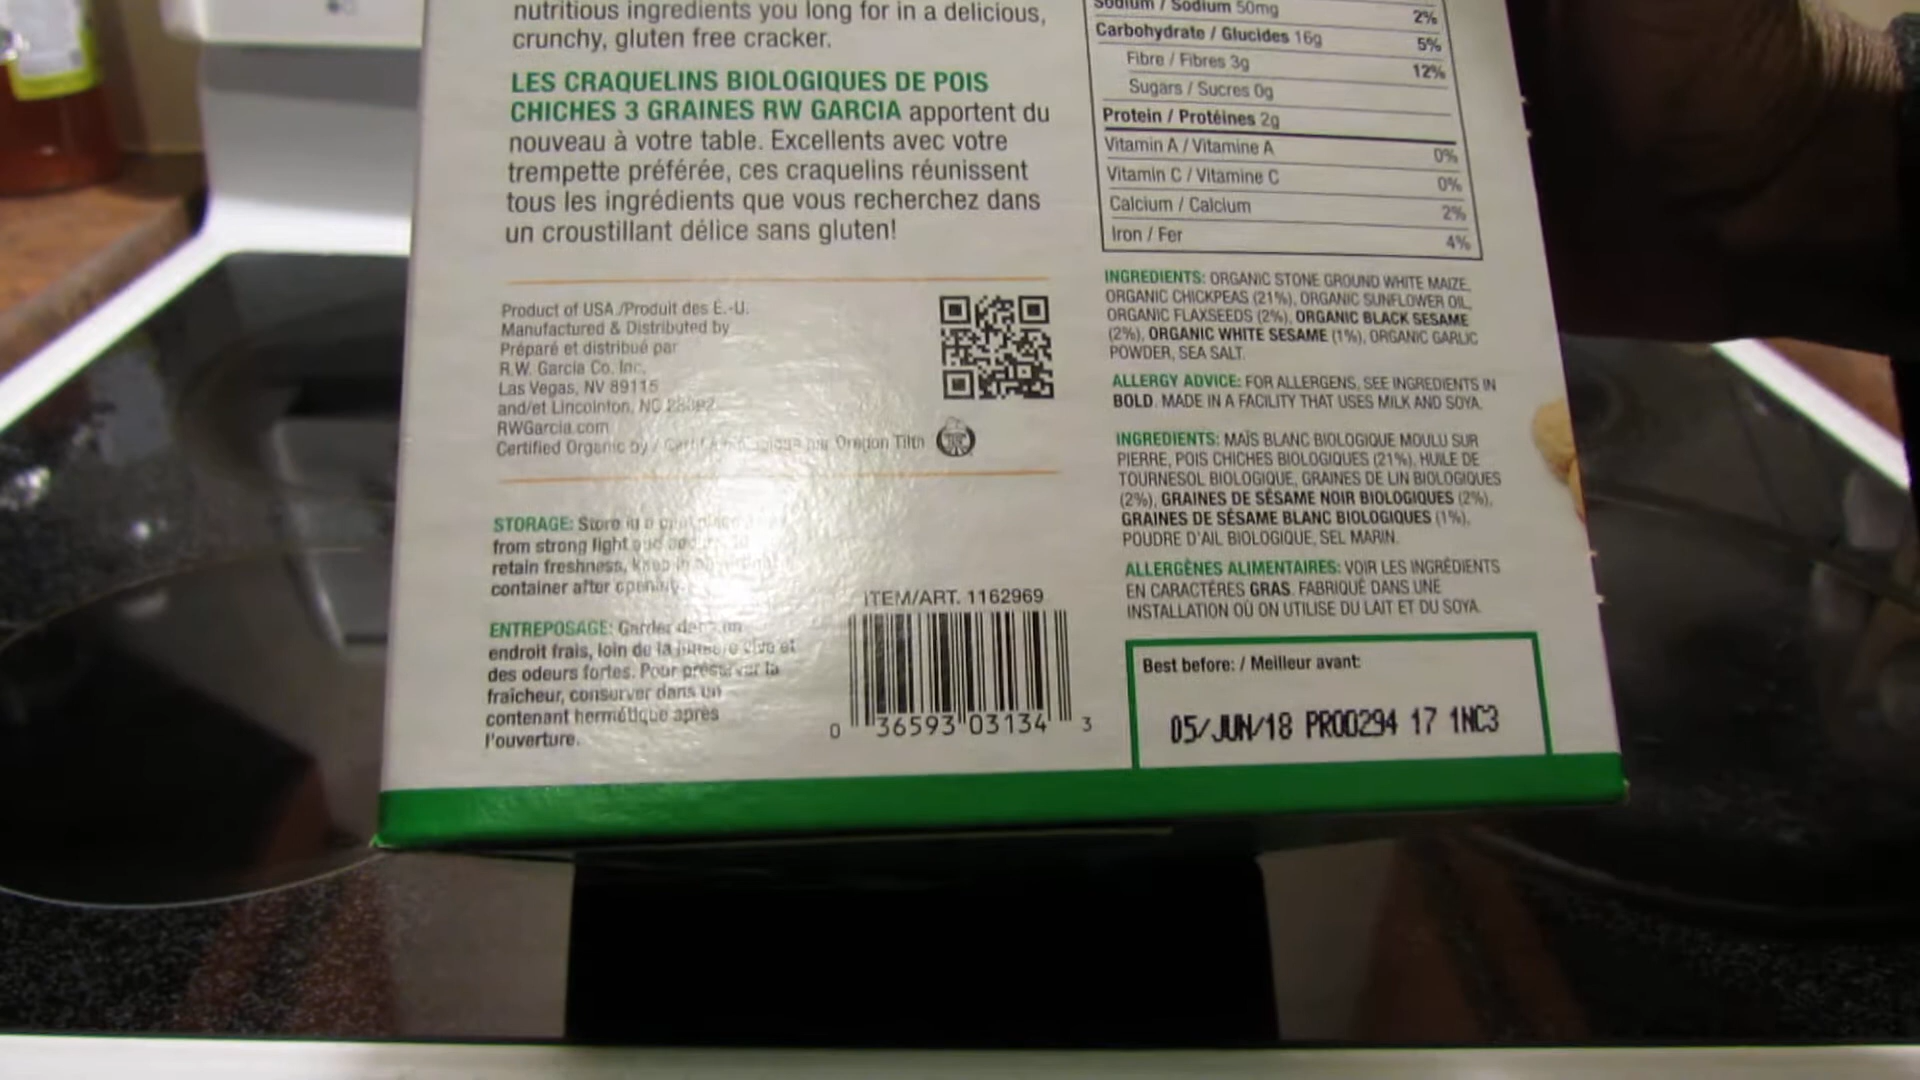 nutritious ingredients you long for in a delicious,
crunchy, gluten free cracker.
LES CRAQUELINS BIOLOGIQUES DE POIS
CHICHES 3 GRAINES RW GARCIA apportent du
nouveau à votre table. Excellents avec votre
trempette préférée, ces craquelins réunissent
tous les ingrédients que vous recherchez dans
un croustillant délice sans gluten!
Product of USA./Produit des É.-U.
Manufactured & Distributed by
Préparé et distribué par
R.W. Garcia Co. Inc.
Las Vegas, NV 89115
and/et Lincolnton, NC
RWGarcia.com
Certified Organic by / Oregon Tilth
STORAGE: Store in a
from strong light
retain freshness, keep in
container after opening.
ENTREPOSAGE: Garder dans un
endroit frais, loin de la lumière vive et
des odeurs fortes. Pour préserver la
fraîcheur, conserver dans un
contenant hermétique après
l'ouverture.
ITEM/ART. 1162969
0 36593 03134 3
Sodium / Sodium 50mg 2%
Carbohydrate / Glucides 16g 5%
Fibre / Fibres 3g 12%
Sugars / Sucres 0g
Protein / Protéines 2g
Vitamin A / Vitamine A 0%
Vitamin C / Vitamine C 0%
Calcium / Calcium 2%
Iron / Fer 4%
INGREDIENTS: ORGANIC STONE GROUND WHITE MAIZE,
ORGANIC CHICKPEAS (21%), ORGANIC SUNFLOWER OIL,
ORGANIC FLAXSEEDS (2%), ORGANIC BLACK SESAME
(2%), ORGANIC WHITE SESAME (1%), ORGANIC GARLIC
POWDER, SEA SALT.
ALLERGY ADVICE: FOR ALLERGENS, SEE INGREDIENTS IN
BOLD. MADE IN A FACILITY THAT USES MILK AND SOYA.
INGREDIENTS: MAÏS BLANC BIOLOGIQUE MOULU SUR
PIERRE, POIS CHICHES BIOLOGIQUES (21%), HUILE DE
TOURNESOL BIOLOGIQUE, GRAINES DE LIN BIOLOGIQUES
(2%), GRAINES DE SÉSAME NOIR BIOLOGIQUES (2%),
GRAINES DE SÉSAME BLANC BIOLOGIQUES (1%),
POUDRE D'AIL BIOLOGIQUE, SEL MARIN.
ALLERGÈNES ALIMENTAIRES: VOIR LES INGRÉDIENTS
EN CARACTÈRES GRAS. FABRIQUÉ DANS UNE
INSTALLATION OÙ ON UTILISE DU LAIT ET DU SOYA.
Best before: / Meilleur avant:
05/JUN/18 PROD294 17 1NC3